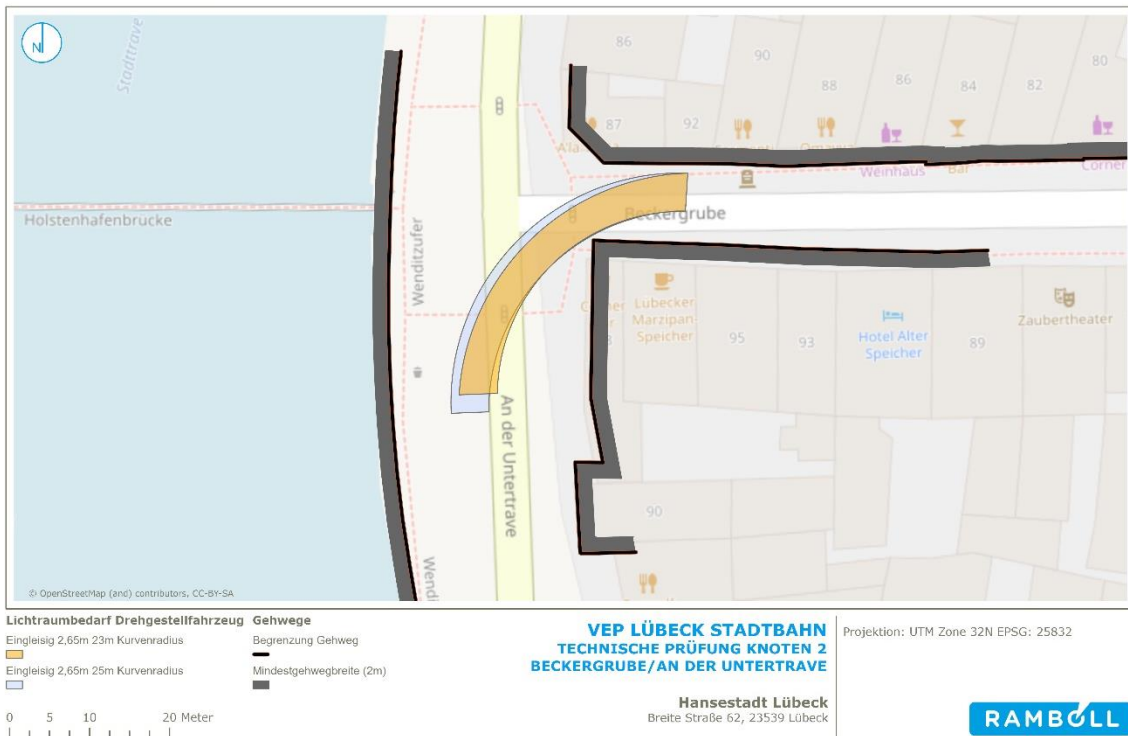 N
Stadttrave
86
90
88
86
84
82
80
87
92
Weinhaus
Bar
Corner
Holstenhafenbrücke
Beckergrube
Wenditzufer
Lübecker
Marzipan
Speicher
95
93
Hotel Alter
Speicher
89
Zaubertheater
An der Untertrave
90
© OpenStreetMap (and) contributors, CC-BY-SA
Lichtraumbedarf Drehgestellfahrzeug
Eingleisig 2,65m 23m Kurvenradius
Eingleisig 2,65m 25m Kurvenradius
Gehwege
Begrenzung Gehweg
Mindestgehwegbreite (2m)
0 5 10 20 Meter
VEP LÜBECK STADTBAHN
TECHNISCHE PRÜFUNG KNOTEN 2
BECKERGRUBE/AN DER UNTERTRAVE
Hansestadt Lübeck
Breite Straße 62, 23539 Lübeck
Projektion: UTM Zone 32N EPSG: 25832
RAMBOLL